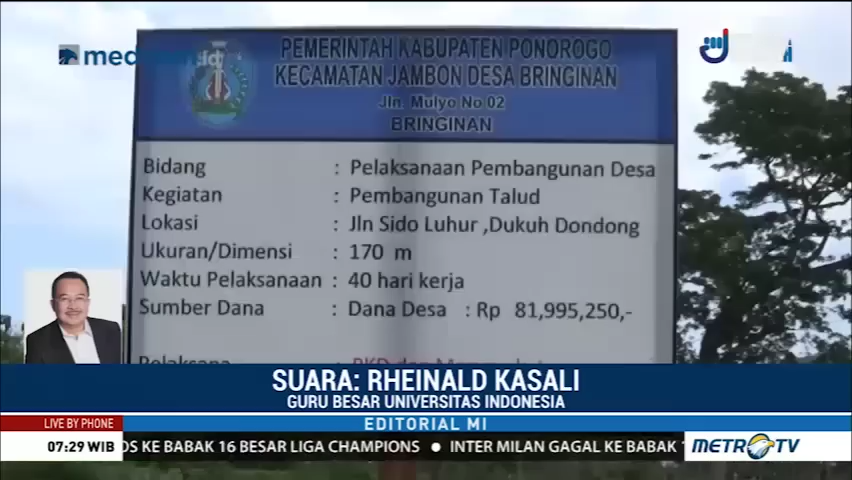 PEMERINTAH KABUPATEN PONOROGO
KECAMATAN JAMBON DESA BRINGINAN
Jln. Mulyo No 02
BRINGINAN
Bidang : Pelaksanaan Pembangunan Desa
Kegiatan : Pembangunan Talud
Lokasi : Jln Sido Luhur ,Dukuh Dondong
Ukuran/Dimensi : 170 m
Waktu Pelaksanaan : 40 hari kerja
Sumber Dana : Dana Desa : Rp 81,995,250,-
Pelaksana :
SUARA: RHEINALD KASALI
GURU BESAR UNIVERSITAS INDONESIA
LIVE BY PHONE
EDITORIAL MI
07:29 WIB
OS KE BABAK 16 BESAR LIGA CHAMPIONS ● INTER MILAN GAGAL KE BABAK
METRO TV